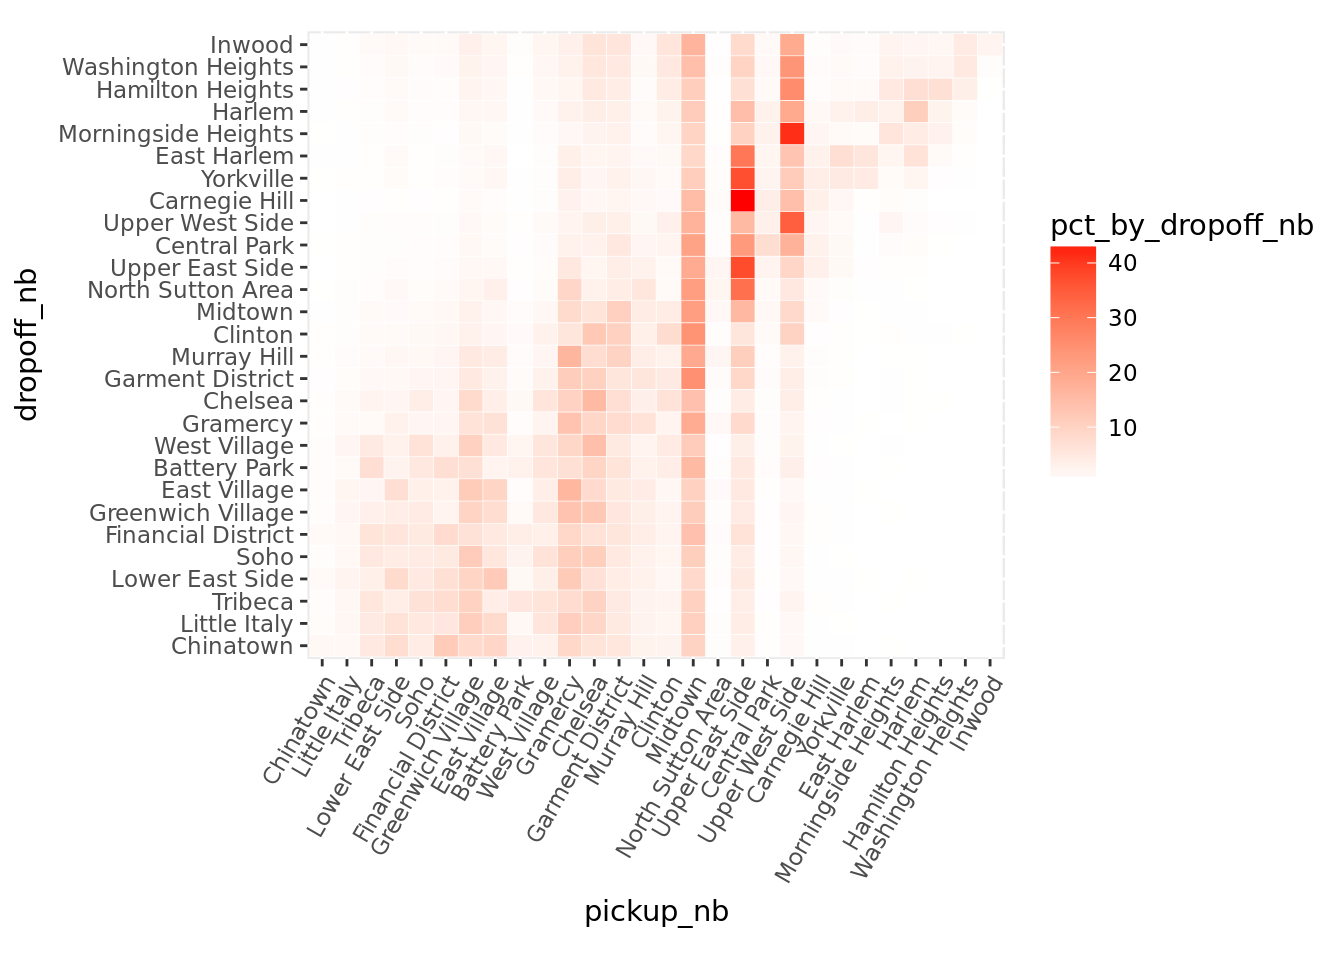 Inwood
Washington Heights
Hamilton Heights
Harlem
Morningside Heights
East Harlem
Yorkville
Carnegie Hill
Upper West Side
Central Park
Upper East Side
North Sutton Area
Midtown
Clinton
Murray Hill
Garment District
Chelsea
Gramercy
West Village
Battery Park
East Village
Greenwich Village
Financial District
Soho
Lower East Side
Tribeca
Little Italy
Chinatown
dropoff_nb
Chinatown
Little Italy
Tribeca
Lower East Side
Soho
Financial District
Greenwich Village
East Village
Battery Park
West Village
Gramercy
Chelsea
Garment District
Murray Hill
Clinton
Midtown
North Sutton Area
Upper East Side
Central Park
Upper West Side
Carnegie Hill
Yorkville
East Harlem
Morningside Heights
Harlem
Hamilton Heights
Washington Heights
Inwood
pickup_nb
pct_by_dropoff_nb
40
30
20
10